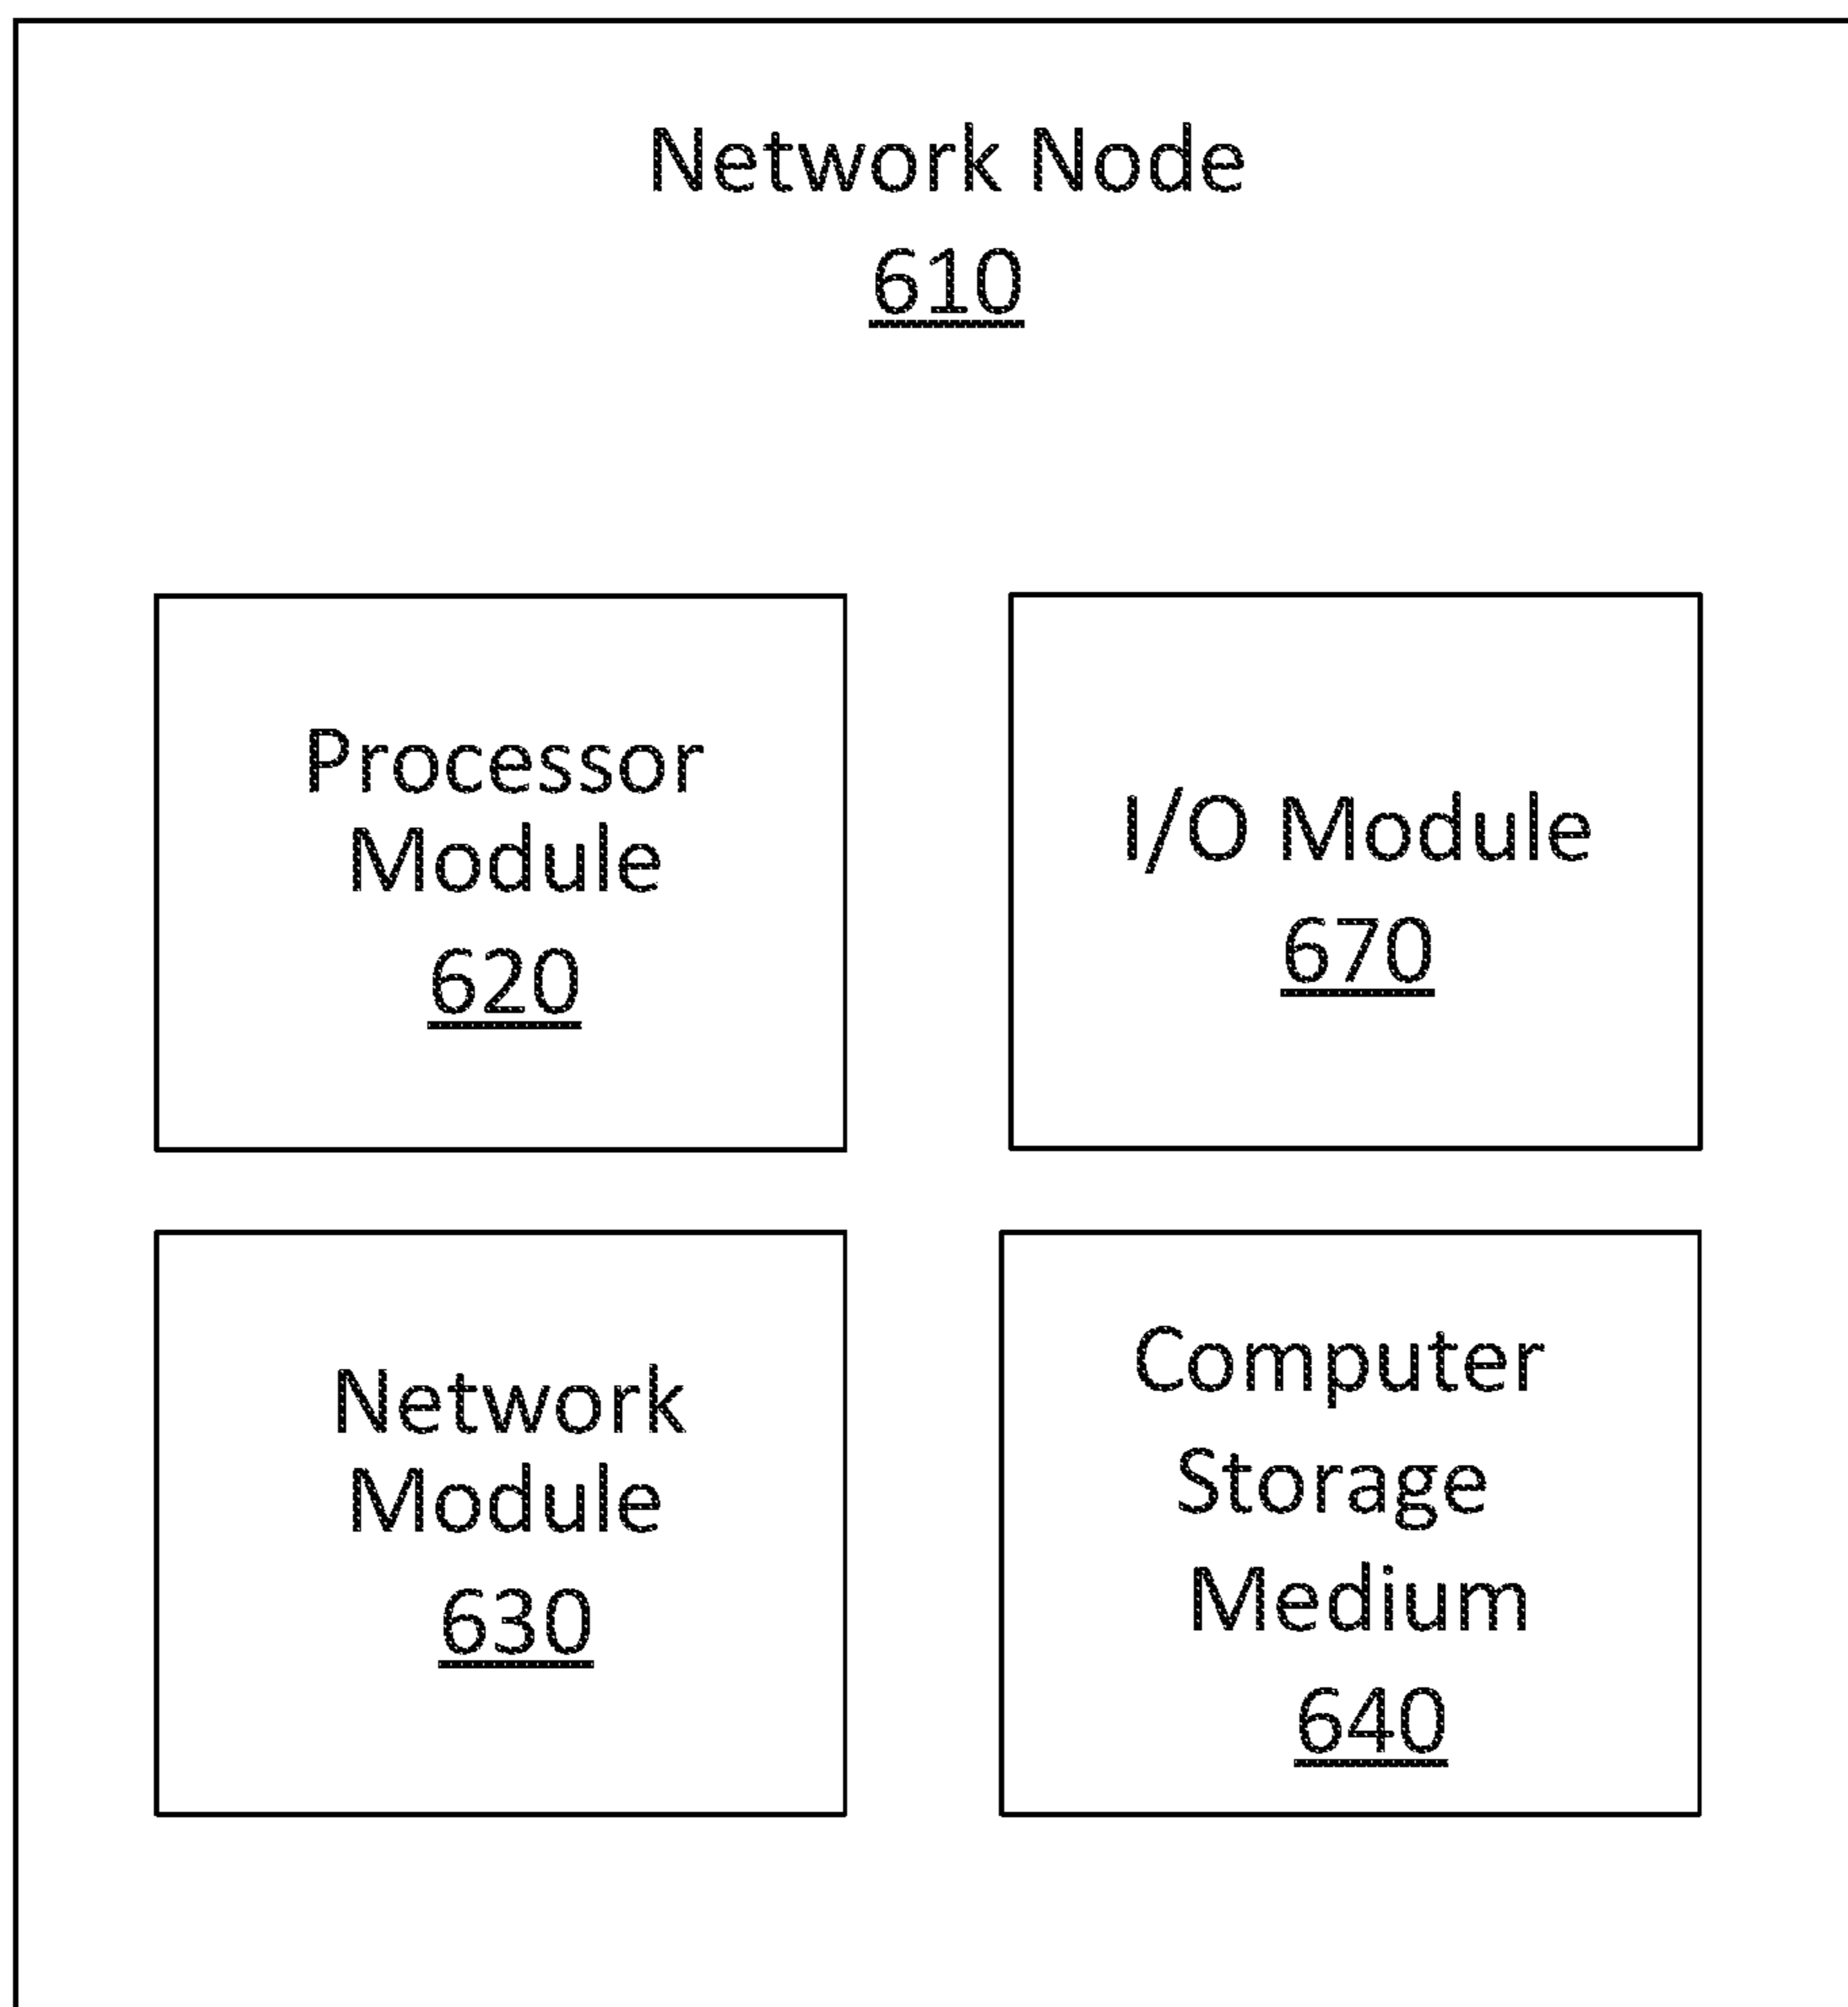 Network Node
610
Processor
Module
620
I/O Module
670
Network
Module
630
Computer
Storage
Medium
640